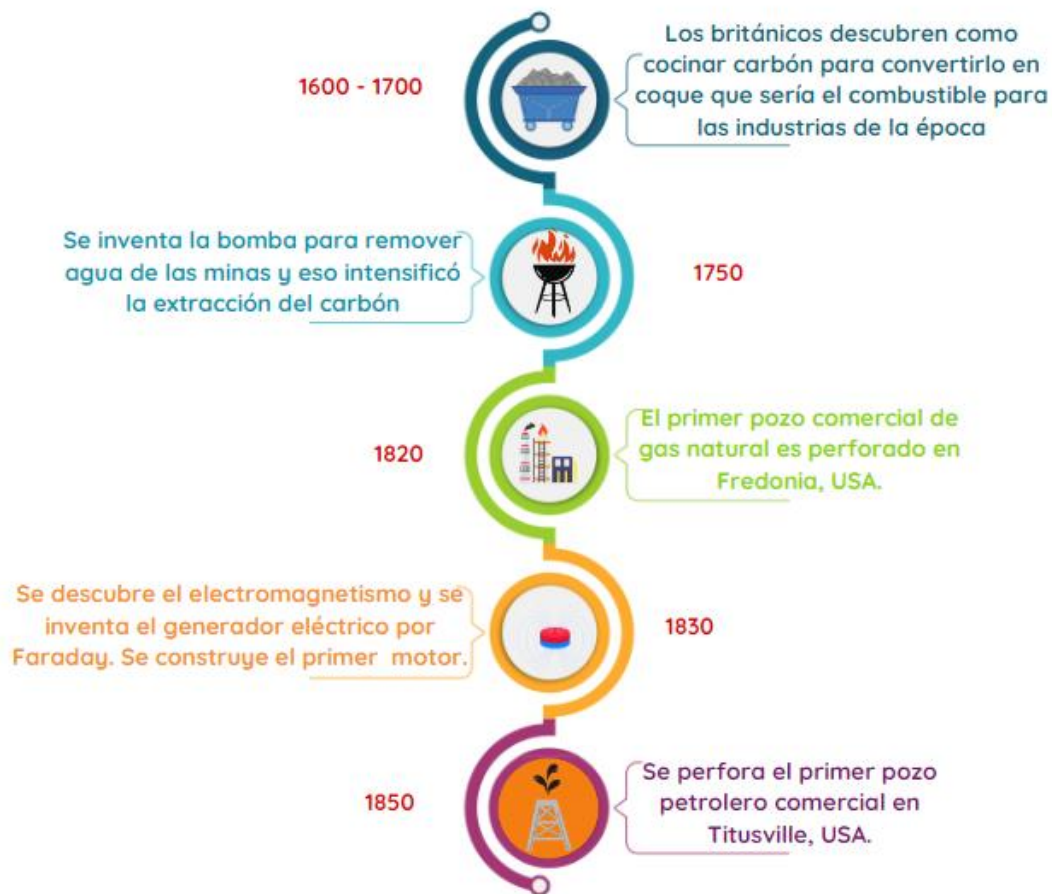 1600 - 1700
Los británicos descubren como
cocinar carbón para convertirlo en
coque que sería el combustible para
las industrias de la época
Se inventa la bomba para remover
agua de las minas y eso intensificó
la extracción del carbón
1750
1820
El primer pozo comercial de
gas natural es perforado en
Fredonia, USA.
Se descubre el electromagnetismo y se
inventa el generador eléctrico por
Faraday. Se construye el primer motor.
1830
1850
Se perfora el primer pozo
petrolero comercial en
Titusville, USA.